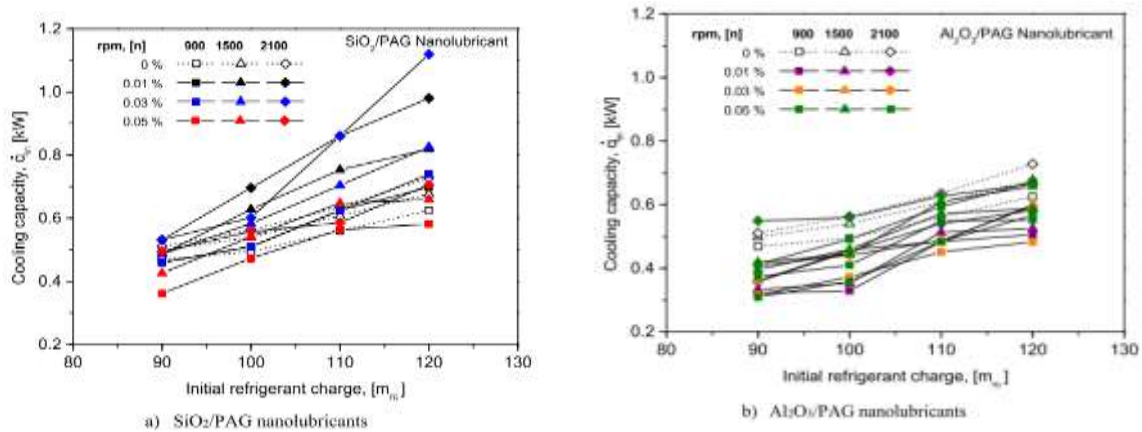 1.2
1.0
0.8
0.6
0.4
0.2
Cooling capacity, [kW]
rpm, [n] 900 1500 2100
0 %
0.01 %
0.03 %
0.05 %
SiO2/PAG Nanolubricant
80 90 100 110 120 130
Initial refrigerant charge, [m
a) SiO2/PAG nanolubricants
1.2
1.0
0.8
0.6
0.4
0.2
Cooling capacity, [kW]
rpm, [n] 900 1500 2100
0 %
0.01 %
0.03 %
0.05 %
Al2O3/PAG Nanolubricant
80 90 100 110 120 130
Initial refrigerant charge, [m
b) Al2O3/PAG nanolubricants